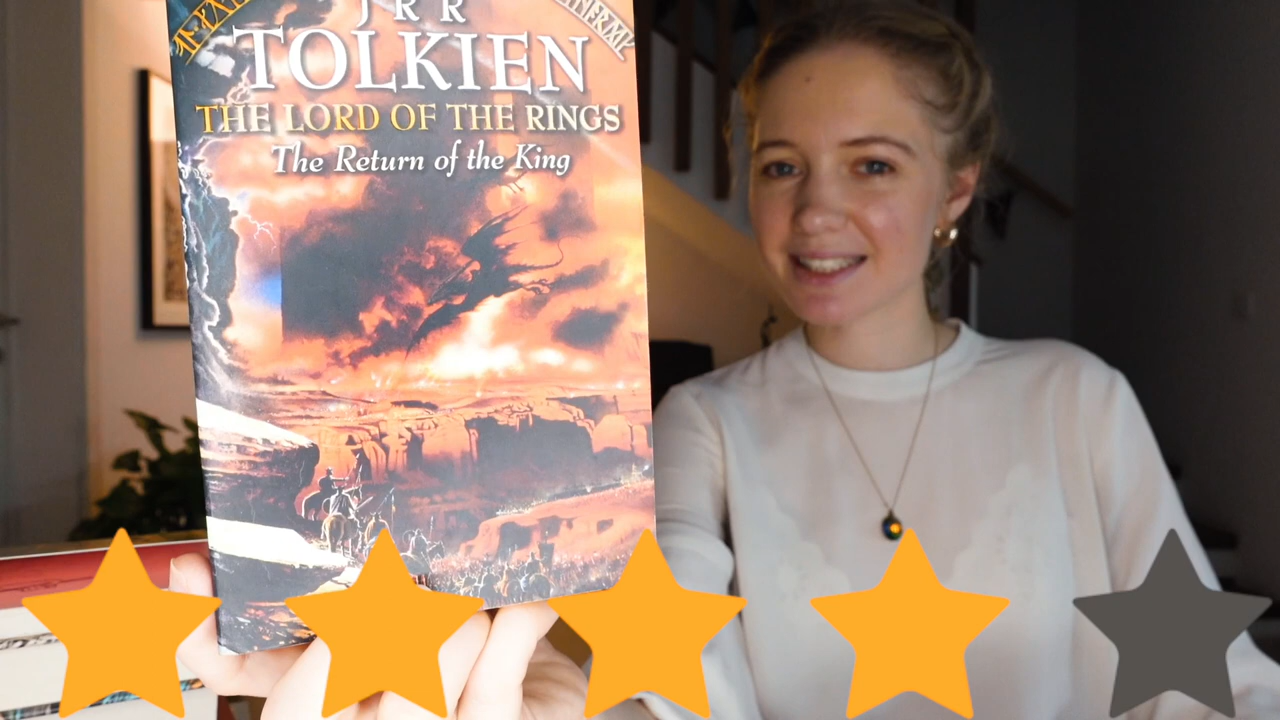 J R R
TOLKIEN
THE LORD OF THE RINGS
The Return of the King